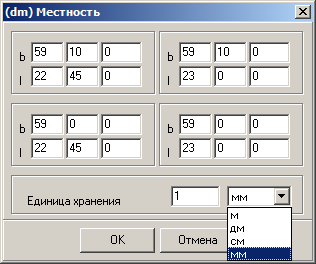 (dm) Местность
b 59 10 0 b 59 10 0
l 22 45 0 l 23 0 0
b 59 0 0 b 59 0 0
l 22 45 0 l 23 0 0
Единица хранения 1 мм
м
дм
см
мм
OK Отмена